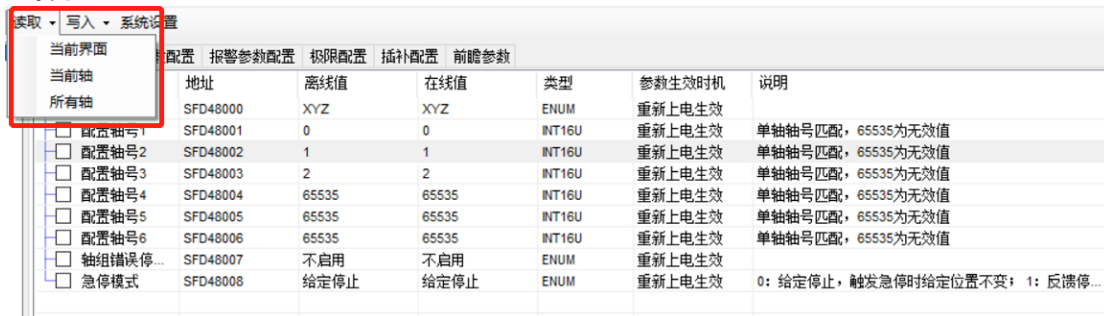 读取 写入 系统设置
当前界面
当前轴
所有轴
配置 报警参数配置 极限配置 插补配置 前瞻参数
地址 离线值 在线值 类型 参数生效时机 说明
SFD48000 XYZ XYZ ENUM 重新上电生效
配置轴号1 SFD48001 0 0 INT16U 重新上电生效 单轴轴号匹配，65535为无效值
配置轴号2 SFD48002 1 1 INT16U 重新上电生效 单轴轴号匹配，65535为无效值
配置轴号3 SFD48003 2 2 INT16U 重新上电生效 单轴轴号匹配，65535为无效值
配置轴号4 SFD48004 65535 65535 INT16U 重新上电生效 单轴轴号匹配，65535为无效值
配置轴号5 SFD48005 65535 65535 INT16U 重新上电生效 单轴轴号匹配，65535为无效值
配置轴号6 SFD48006 65535 65535 INT16U 重新上电生效 单轴轴号匹配，65535为无效值
轴组错误停... SFD48007 不启用 不启用 ENUM 重新上电生效
急停模式 SFD48008 给定停止 给定停止 ENUM 重新上电生效 0：给定停止，触发急停时给定位置不变；1：反馈停...